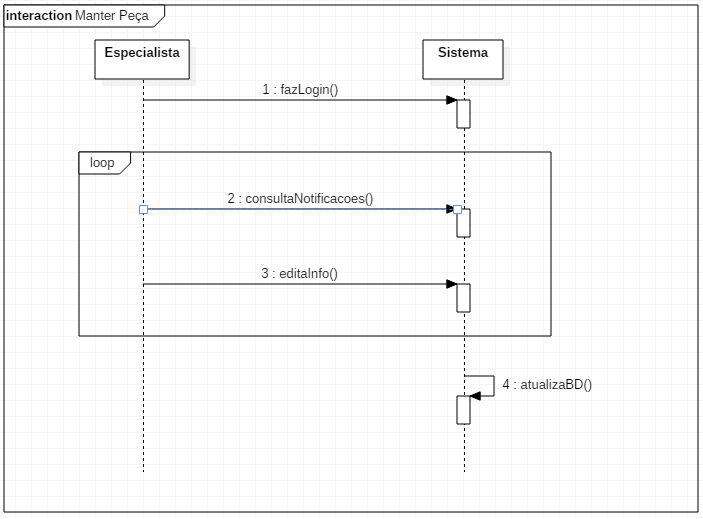 interaction Manter Peça
Especialista
Sistema
1 : fazLogin()
loop
2 : consultaNotificacoes()
3 : editaInfo()
4 : atualizaBD()